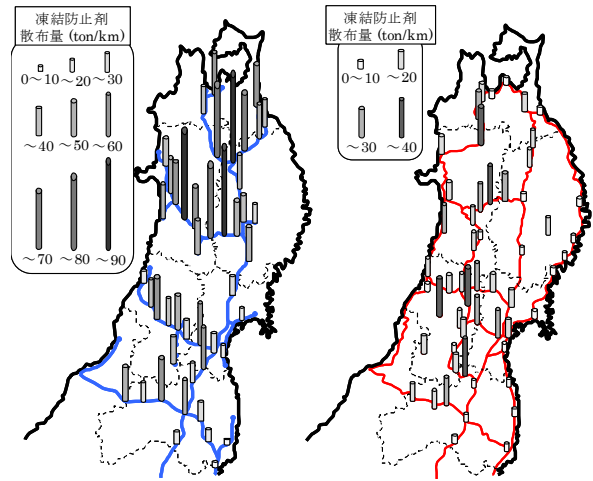 凍結防止剤
散布量 (ton/km)
0～10 ～20 ～30
～40 ～50 ～60
～70 ～80 ～90
凍結防止剤
散布量 (ton/km)
0～10 ～20
～30 ～40